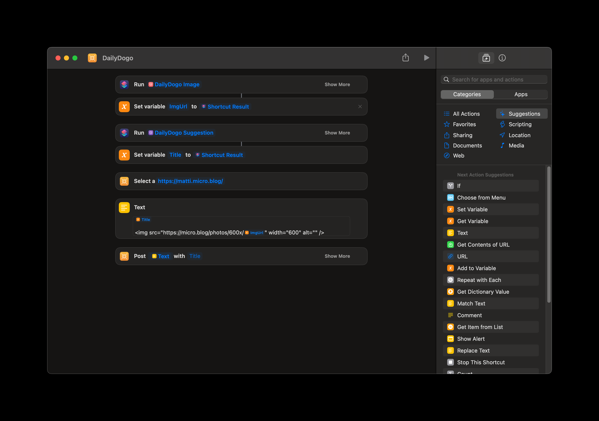 DailyDogo
Run DailyDogo Image Show More
Set variable ImgUrl to Shortcut Result
Run DailyDogo Suggestion Show More
Set variable Title to Shortcut Result
Select a https://matti.micro.blog/
Text
Title
<img src="https://micro.blog/photos/600x/ImgUrl" width="600" alt="" />
Post Text with Title Show More
Search for apps and actions
Categories Apps
All Actions Suggestions
Favorites Scripting
Sharing Location
Documents Media
Web
Next Action Suggestions
If
Choose from Menu
Set Variable
Get Variable
Text
Get Contents of URL
URL
Add to Variable
Repeat with Each
Get Dictionary Value
Match Text
Comment
Get Item from List
Show Alert
Replace Text
Stop This Shortcut
Count